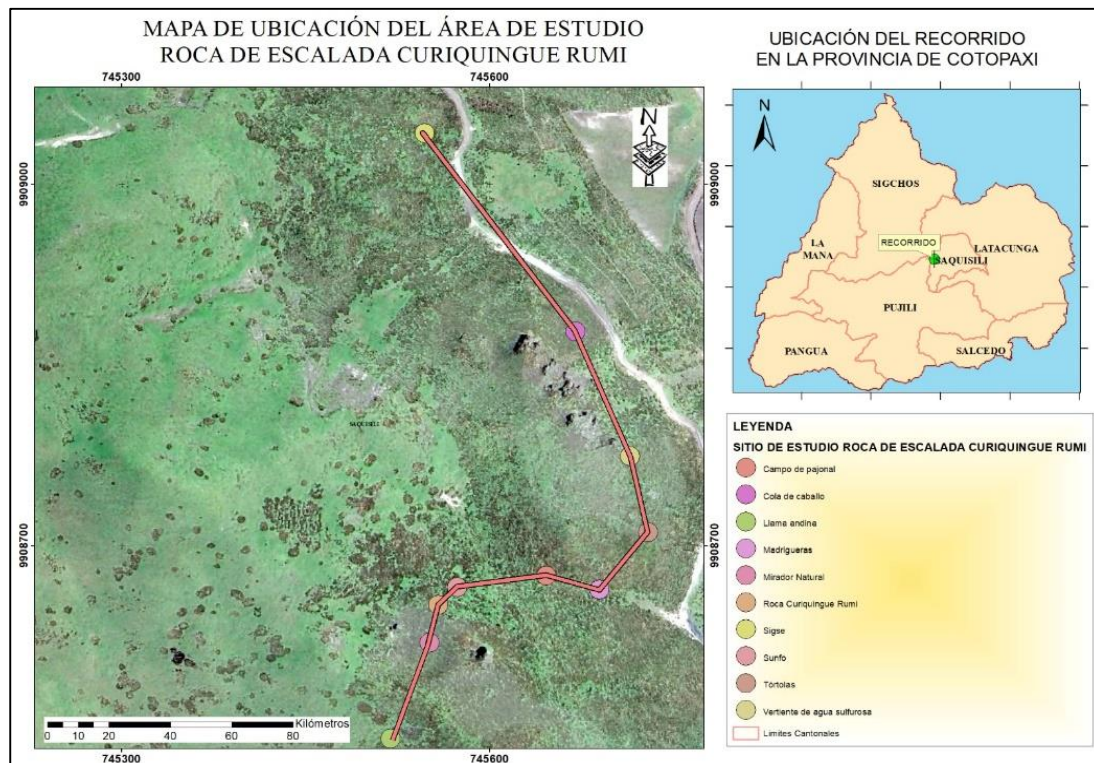 MAPA DE UBICACIÓN DEL ÁREA DE ESTUDIO
ROCA DE ESCALADA CURIQUINGUE RUMI
745300
745600
9909000
9908700
N
SAQUISILI
Kilómetros
0 10 20 40 60 80
745300
745600
9909000
9908700
UBICACIÓN DEL RECORRIDO
EN LA PROVINCIA DE COTOPAXI
N
SIGCHOS
LA
MANA
RECORRIDO
LATACUNGA
SAQUISILI
PUJILI
PANGUA
SALCEDO
LEYENDA
SITIO DE ESTUDIO ROCA DE ESCALADA CURIQUINGUE RUMI
Campo de pajonal
Cola de caballo
Llama andina
Madrigueras
Mirador Natural
Roca Curiquingue Rumi
Sigse
Sunfo
Tórtolas
Vertiente de agua sulfurosa
Limites Cantonales